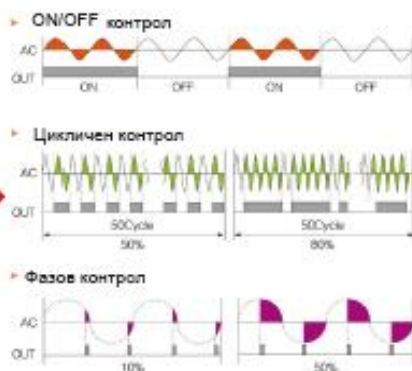 ON/OFF контрол
AC
OUT
ON OFF ON OFF
Цикличен контрол
AC
OUT
50Cycle 50Cycle
50% 80%
Фазов контрол
AC
OUT
10% 50%